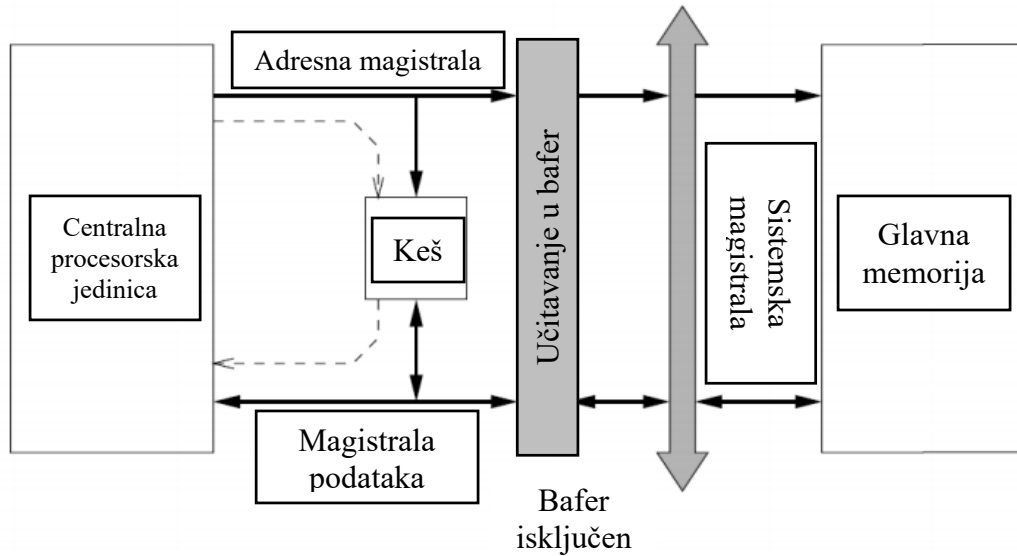 Adresna magistrala
Centralna
procesorska
jedinica
Keš
Učitavanje u bafer
Sistemska
magistrala
Glavna
memorija
Magistrala
podataka
Bafer
isključen